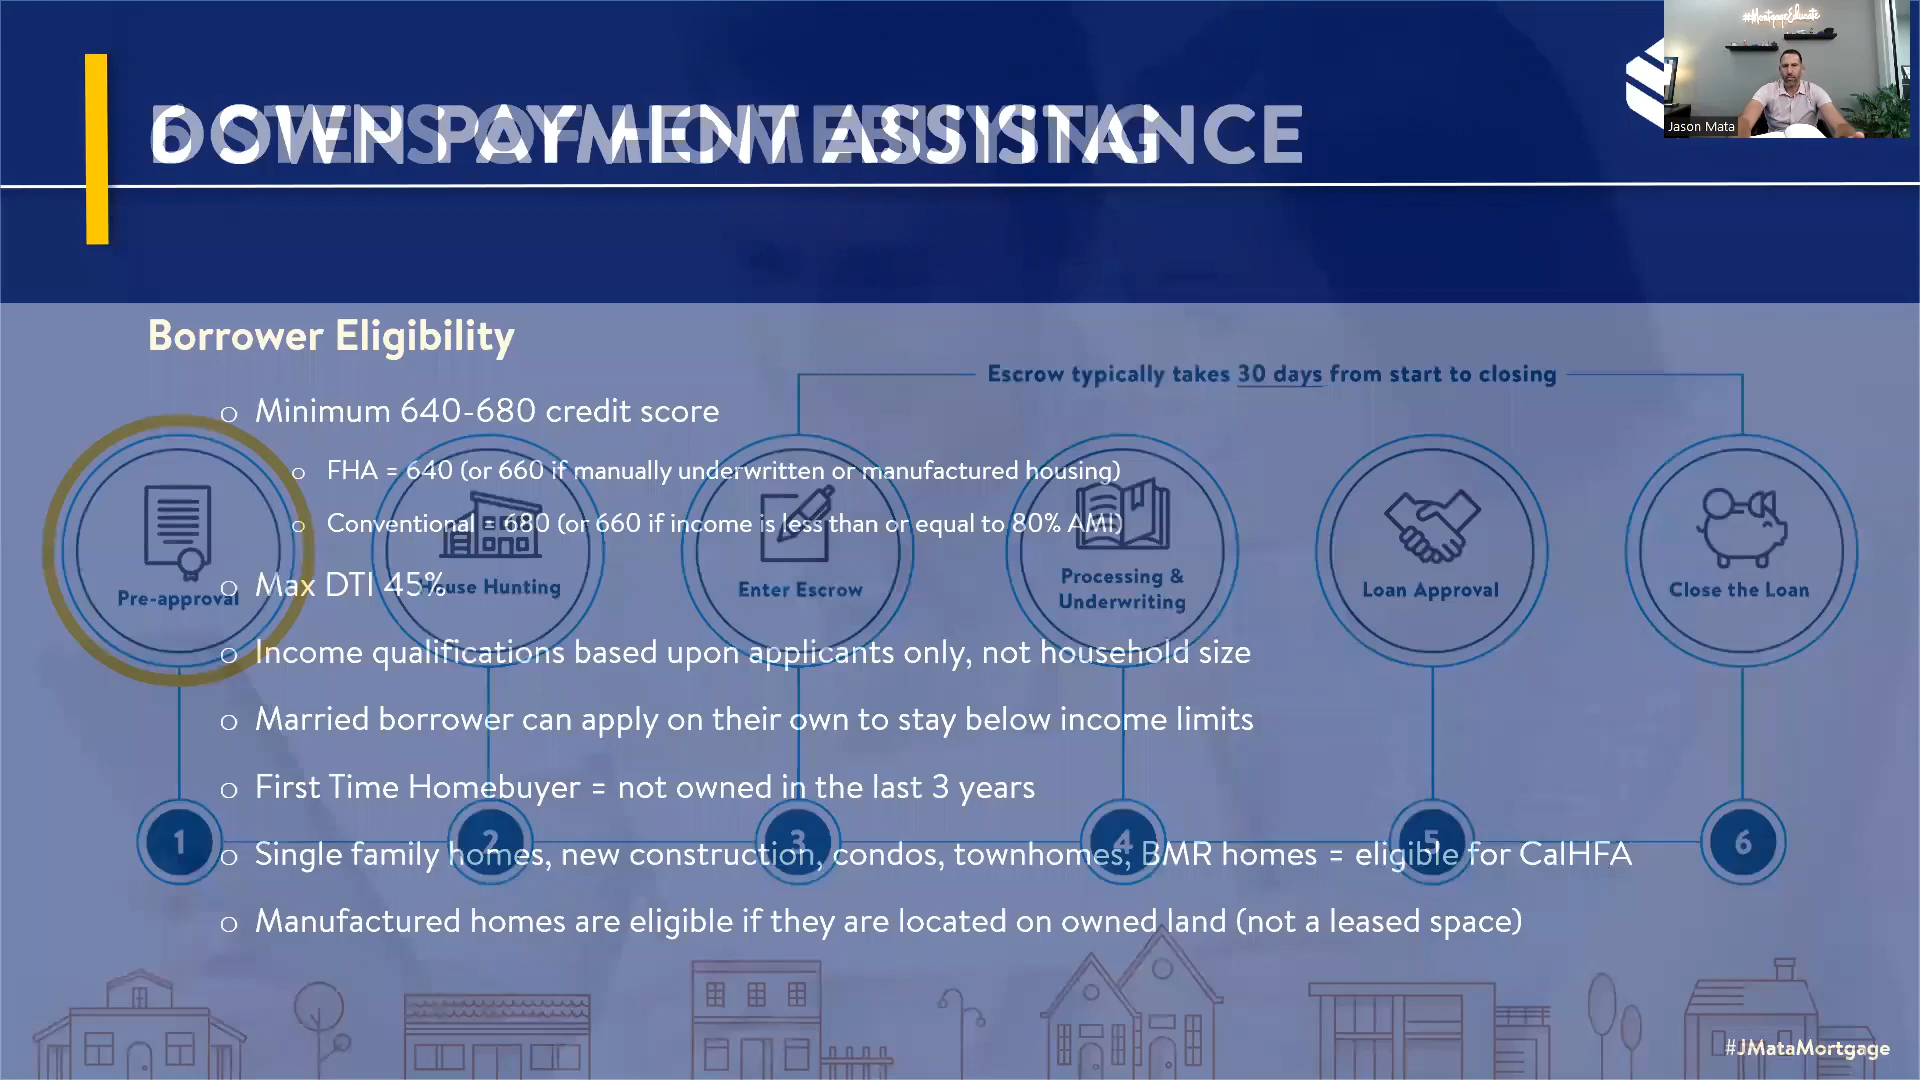 #MortgageEducate
Jason Mata
DOWN PAYMENT ASSISTANCE
6 STEPS OF HOMEBUYING
Borrower Eligibility
Escrow typically takes 30 days from start to closing
o Minimum 640-680 credit score
o FHA = 640 (or 660 if manually underwritten or manufactured housing)
o Conventional = 680 (or 660 if income is less than or equal to 80% AMI)
o Max DTI 45%
Pre-approval
House Hunting
Enter Escrow
Processing &
Underwriting
Loan Approval
Close the Loan
o Income qualifications based upon applicants only, not household size
o Married borrower can apply on their own to stay below income limits
o First Time Homebuyer = not owned in the last 3 years
1 2 3 4 5 6
o Single family homes, new construction, condos, townhomes, BMR homes = eligible for CalHFA
o Manufactured homes are eligible if they are located on owned land (not a leased space)
#JMataMortgage